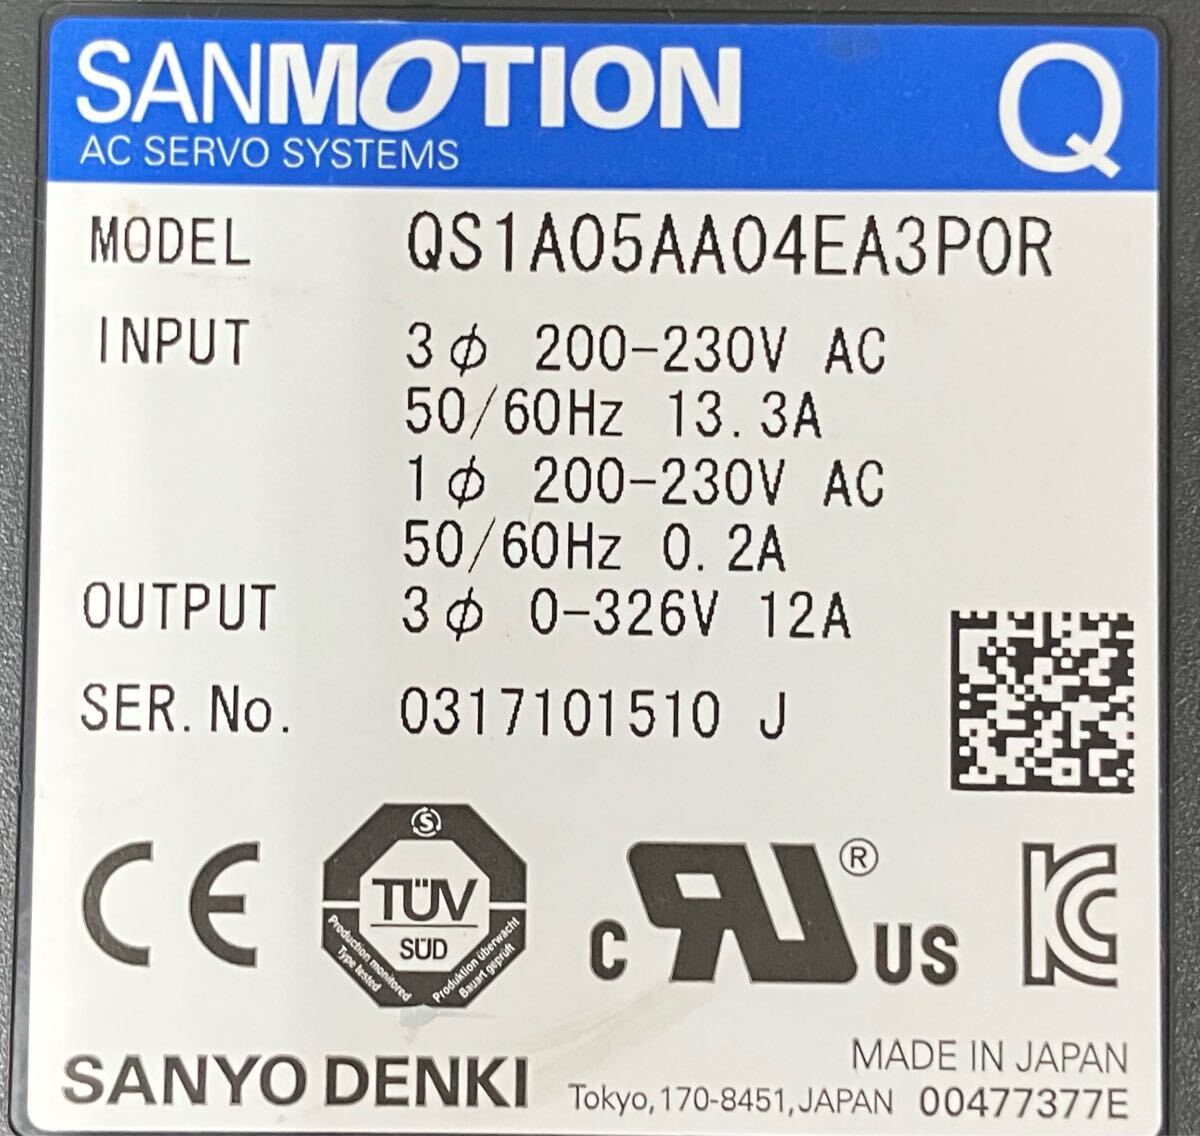 SANMOTION Q
AC SERVO SYSTEMS
MODEL QS1A05AA04EA3P0R
INPUT 3φ 200-230V AC
50/60Hz 13.3A
1φ 200-230V AC
50/60Hz 0.2A
OUTPUT 3φ 0-326V 12A
SER.No. 0317101510 J
CE
S
TÜV
SÜD
Production monitored
Type tested
Produktion überwacht
Bauart geprüft
C RU ® US
KC
SANYO DENKI
MADE IN JAPAN
Tokyo, 170-8451, JAPAN 00477377E